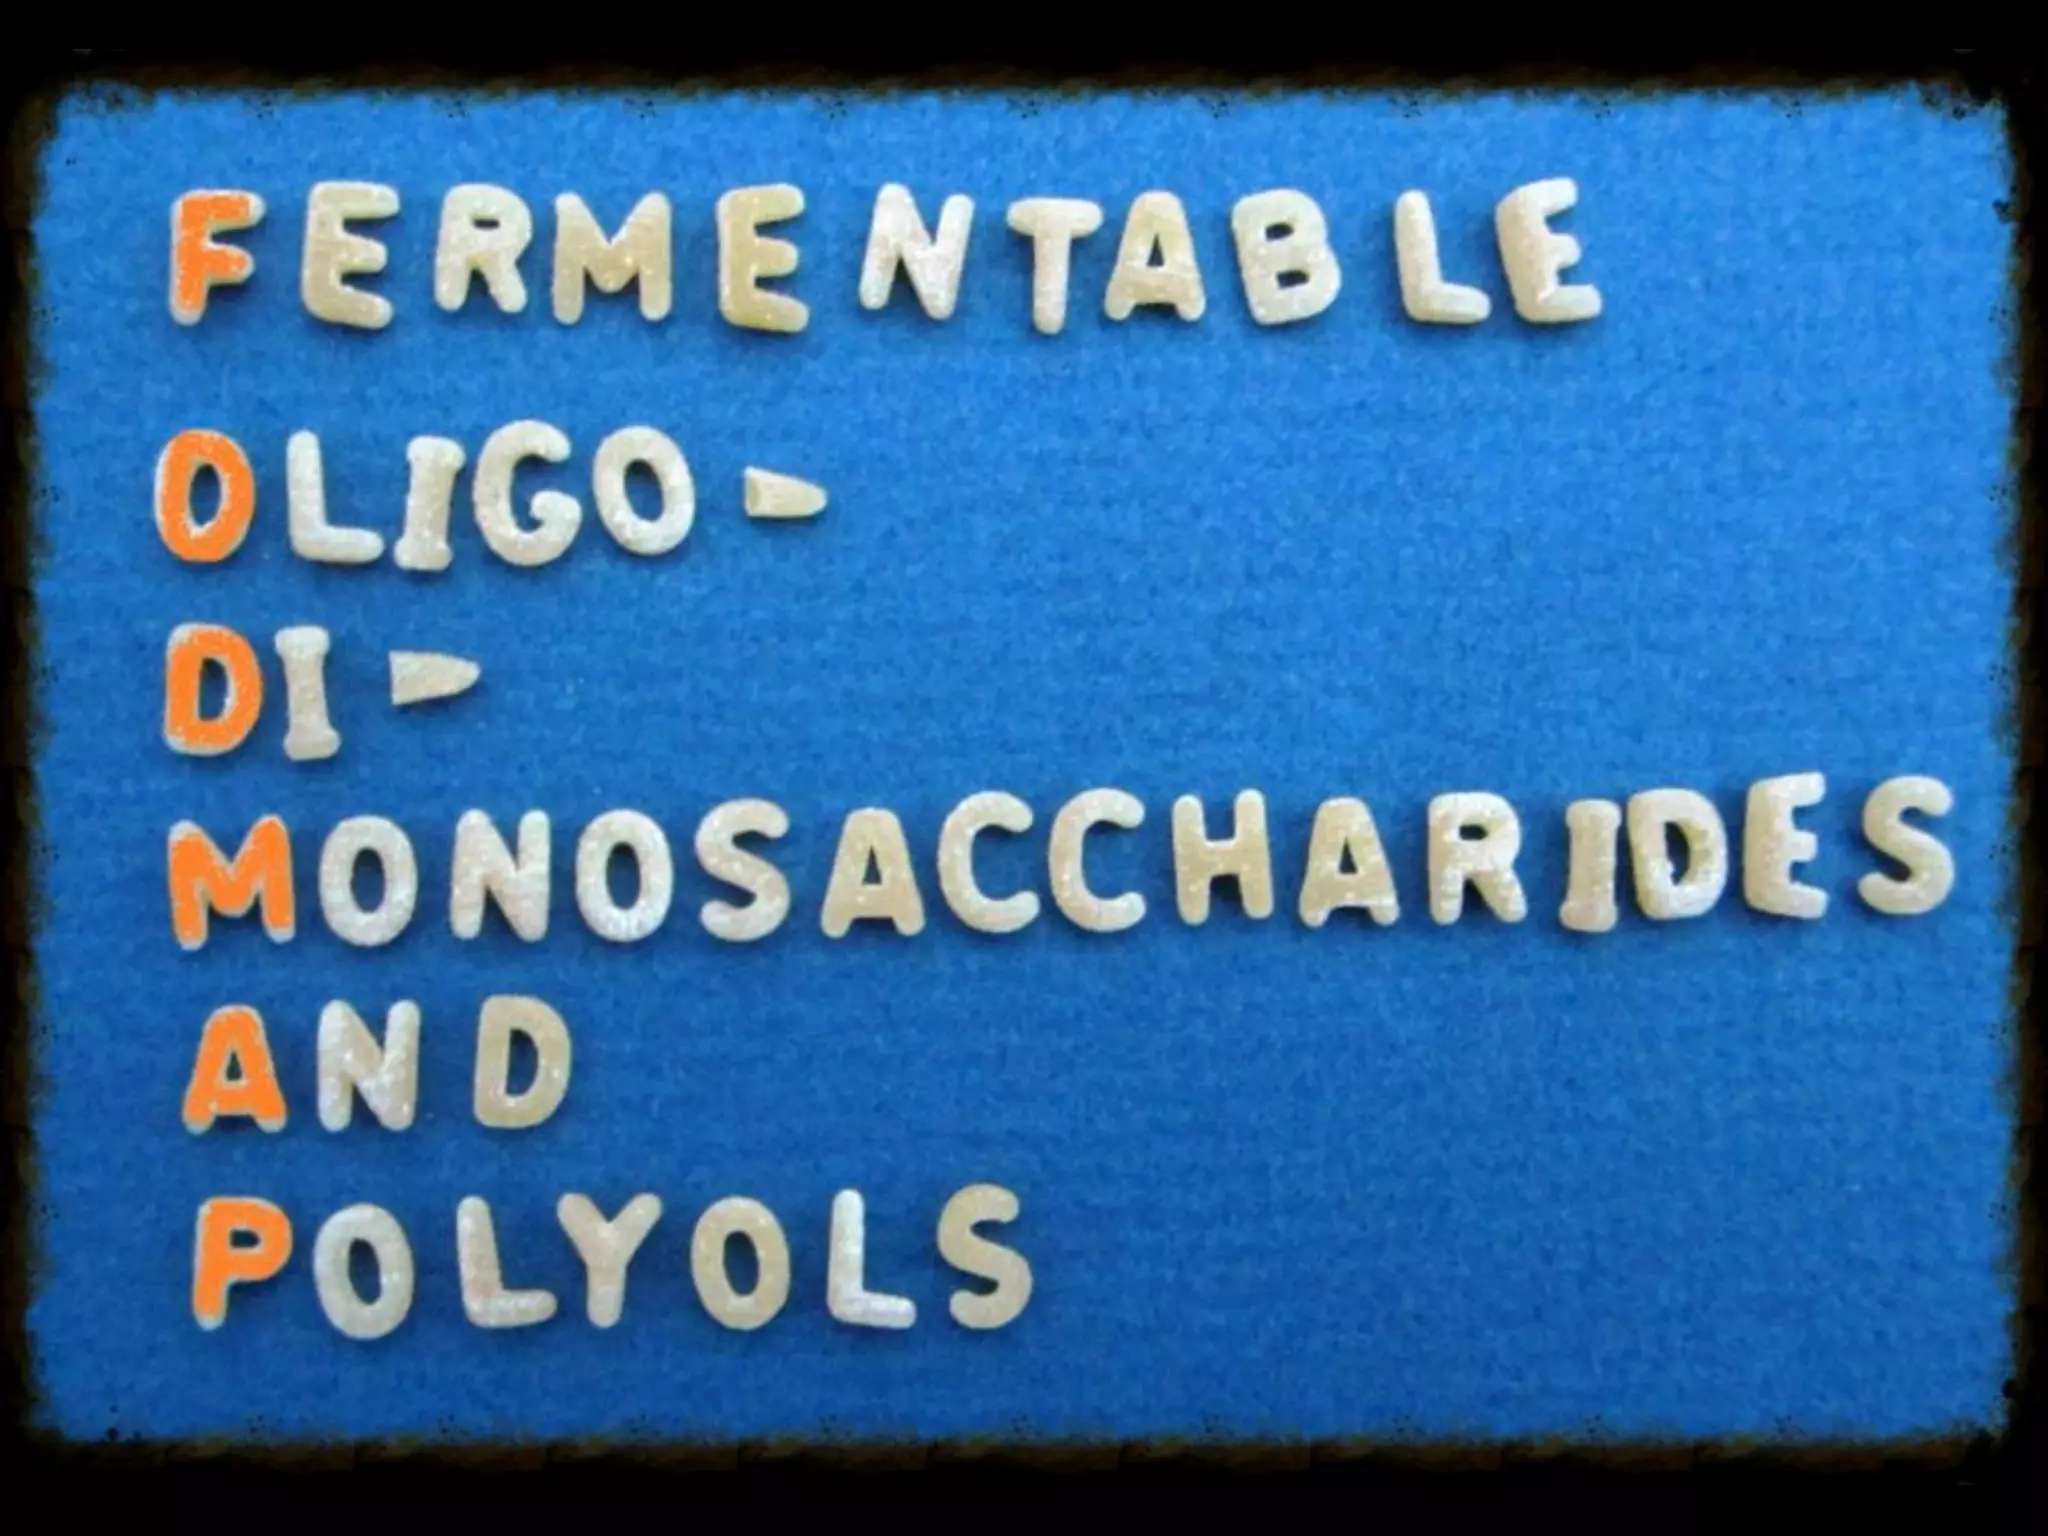 FERMENTABLE
OLIGO-
DI-
MONOSACCHARIDES
AND
POLYOLS